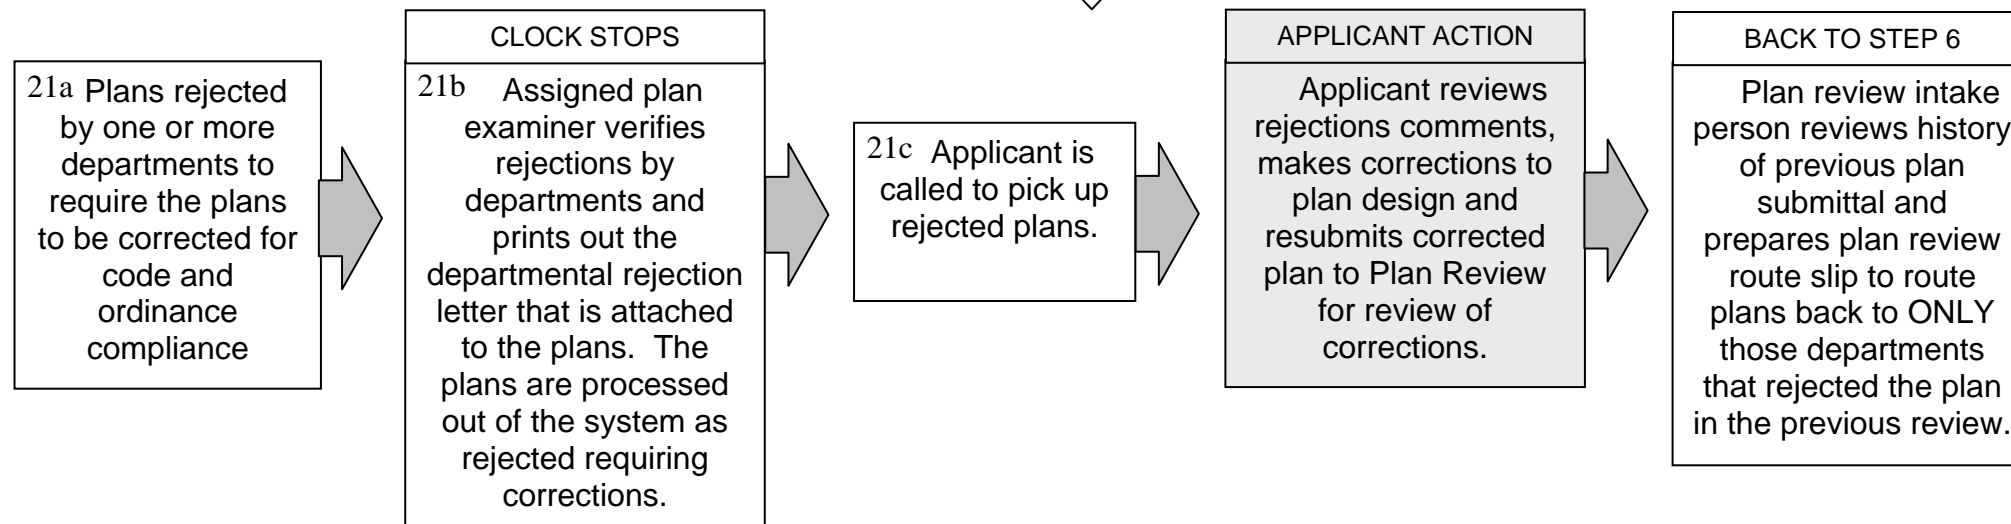 21a Plans rejected
by one or more
departments to
require the plans
to be corrected for
code and
ordinance
compliance
CLOCK STOPS
21b Assigned plan
examiner verifies
rejections by
departments and
prints out the
departmental rejection
letter that is attached
to the plans. The
plans are processed
out of the system as
rejected requiring
corrections.
21c Applicant is
called to pick up
rejected plans.
APPLICANT ACTION
Applicant reviews
rejections comments,
makes corrections to
plan design and
resubmits corrected
plan to Plan Review
for review of
corrections.
BACK TO STEP 6
Plan review intake
person reviews history
of previous plan
submittal and
prepares plan review
route slip to route
plans back to ONLY
those departments
that rejected the plan
in the previous review.